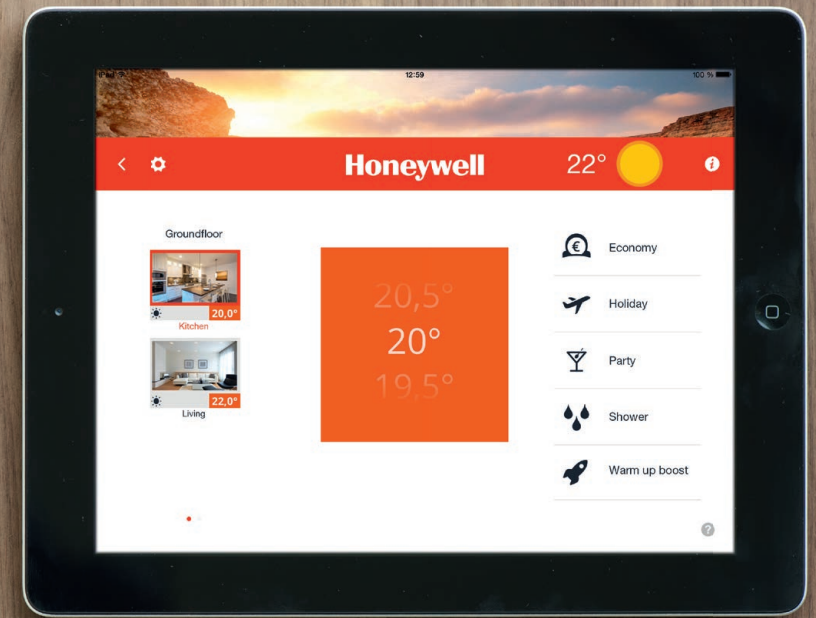 iPad
12:59
100 %
Honeywell
22°
Groundfloor
20,0°
Kitchen
22,0°
Living
20,5°
20°
19,5°
€
Economy
Holiday
Party
Shower
Warm up boost
?